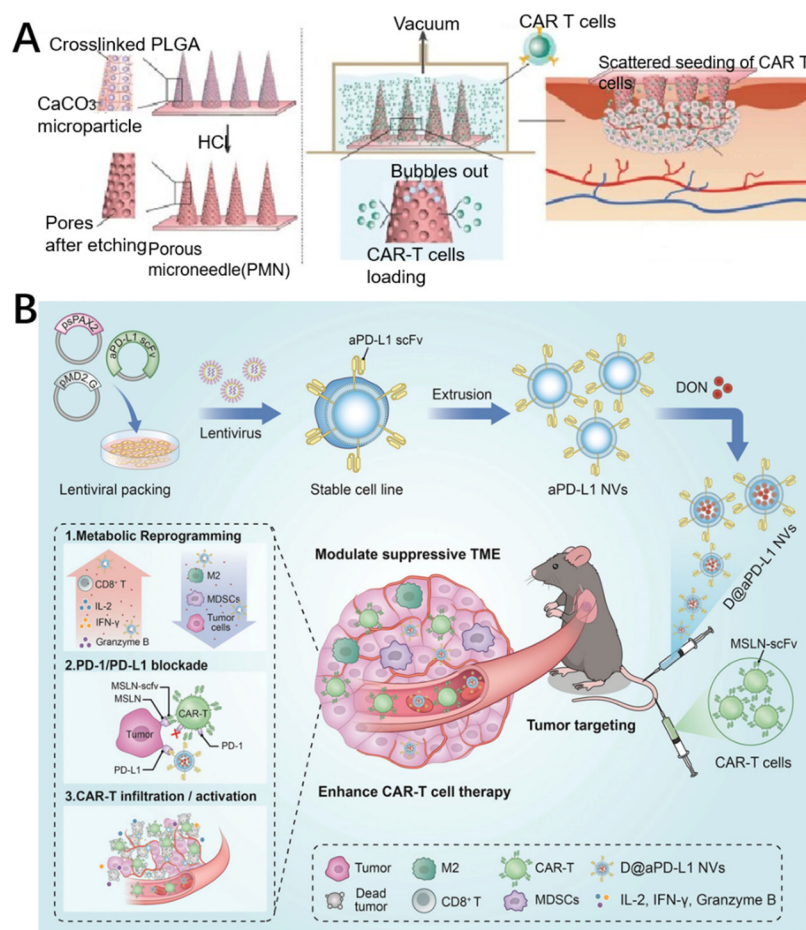 A
Crosslinked PLGA
CaCO3
microparticle
HCl
Pores
after etching
Porous
microneedle(PMN)
Vacuum
CAR T cells
Bubbles out
CAR-T cells
loading
Scattered seeding of CAR T
cells
B
psPAX2
aPD-L1 scFv
pMD2.G
Lentiviral packing
Lentivirus
aPD-L1 scFv
Stable cell line
Extrusion
aPD-L1 NVs
DON
D@aPD-L1 NVs
1.Metabolic Reprogramming
CD8+ T
IL-2
IFN-γ
Granzyme B
M2
MDSCs
Tumor
cells
2.PD-1/PD-L1 blockade
MSLN-scfv
MSLN
CAR-T
Tumor
PD-1
PD-L1
3.CAR-T infiltration / activation
Modulate suppressive TME
Enhance CAR-T cell therapy
Tumor targeting
MSLN-scFv
CAR-T cells
Tumor
M2
CAR-T
D@aPD-L1 NVs
Dead
tumor
CD8+ T
MDSCs
IL-2, IFN-γ, Granzyme B